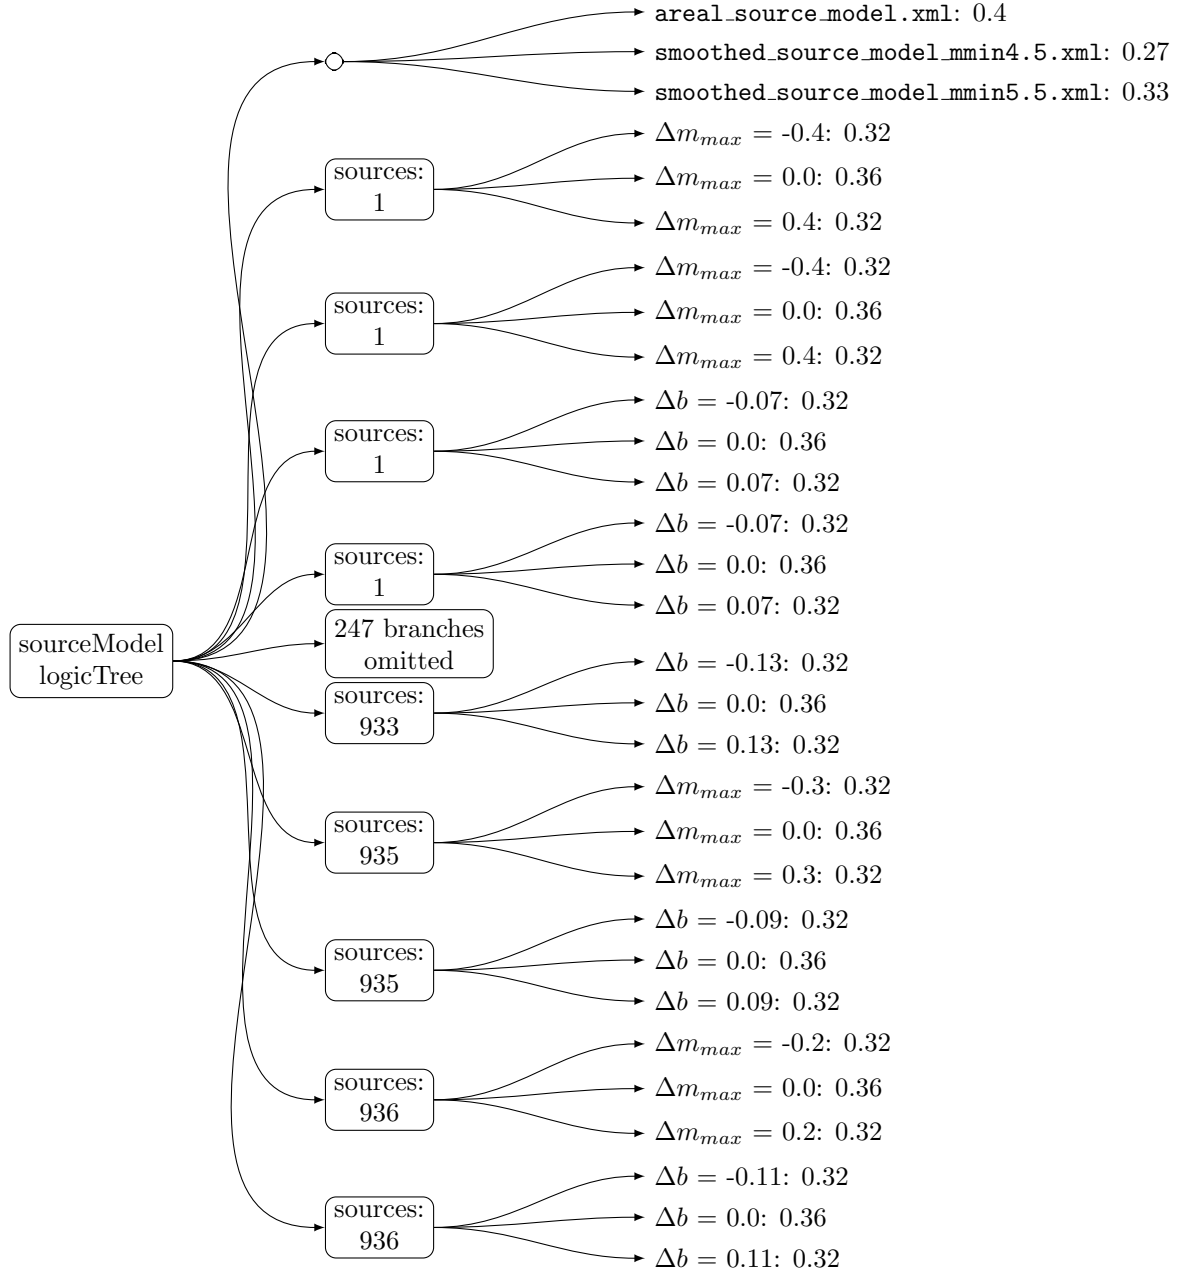 areal_source_model.xml: 0.4
smoothed_source_model_mmin4.5.xml: 0.27
smoothed_source_model_mmin5.5.xml: 0.33
sources:
1
Δm_max = -0.4: 0.32
Δm_max = 0.0: 0.36
Δm_max = 0.4: 0.32
sources:
1
Δm_max = -0.4: 0.32
Δm_max = 0.0: 0.36
Δm_max = 0.4: 0.32
sources:
1
Δb = -0.07: 0.32
Δb = 0.0: 0.36
Δb = 0.07: 0.32
sources:
1
Δb = -0.07: 0.32
Δb = 0.0: 0.36
Δb = 0.07: 0.32
sourceModel
logicTree
247 branches
omitted
sources:
933
Δb = -0.13: 0.32
Δb = 0.0: 0.36
Δb = 0.13: 0.32
sources:
935
Δm_max = -0.3: 0.32
Δm_max = 0.0: 0.36
Δm_max = 0.3: 0.32
sources:
935
Δb = -0.09: 0.32
Δb = 0.0: 0.36
Δb = 0.09: 0.32
sources:
936
Δm_max = -0.2: 0.32
Δm_max = 0.0: 0.36
Δm_max = 0.2: 0.32
sources:
936
Δb = -0.11: 0.32
Δb = 0.0: 0.36
Δb = 0.11: 0.32